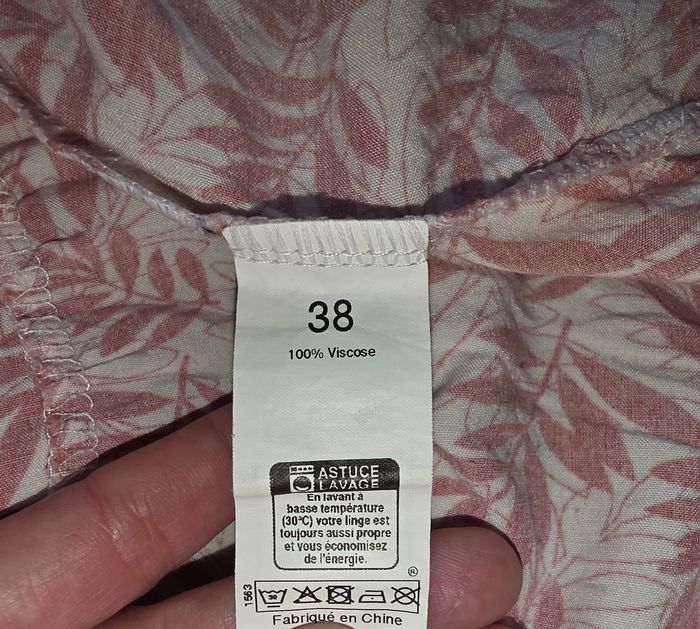 38
100% Viscose
ASTUCE
LAVAGE
En lavant à
basse température
(30°C) votre linge est
toujours aussi propre
et vous économisez
de l'énergie.
®
1563
30
Fabriqué en Chine